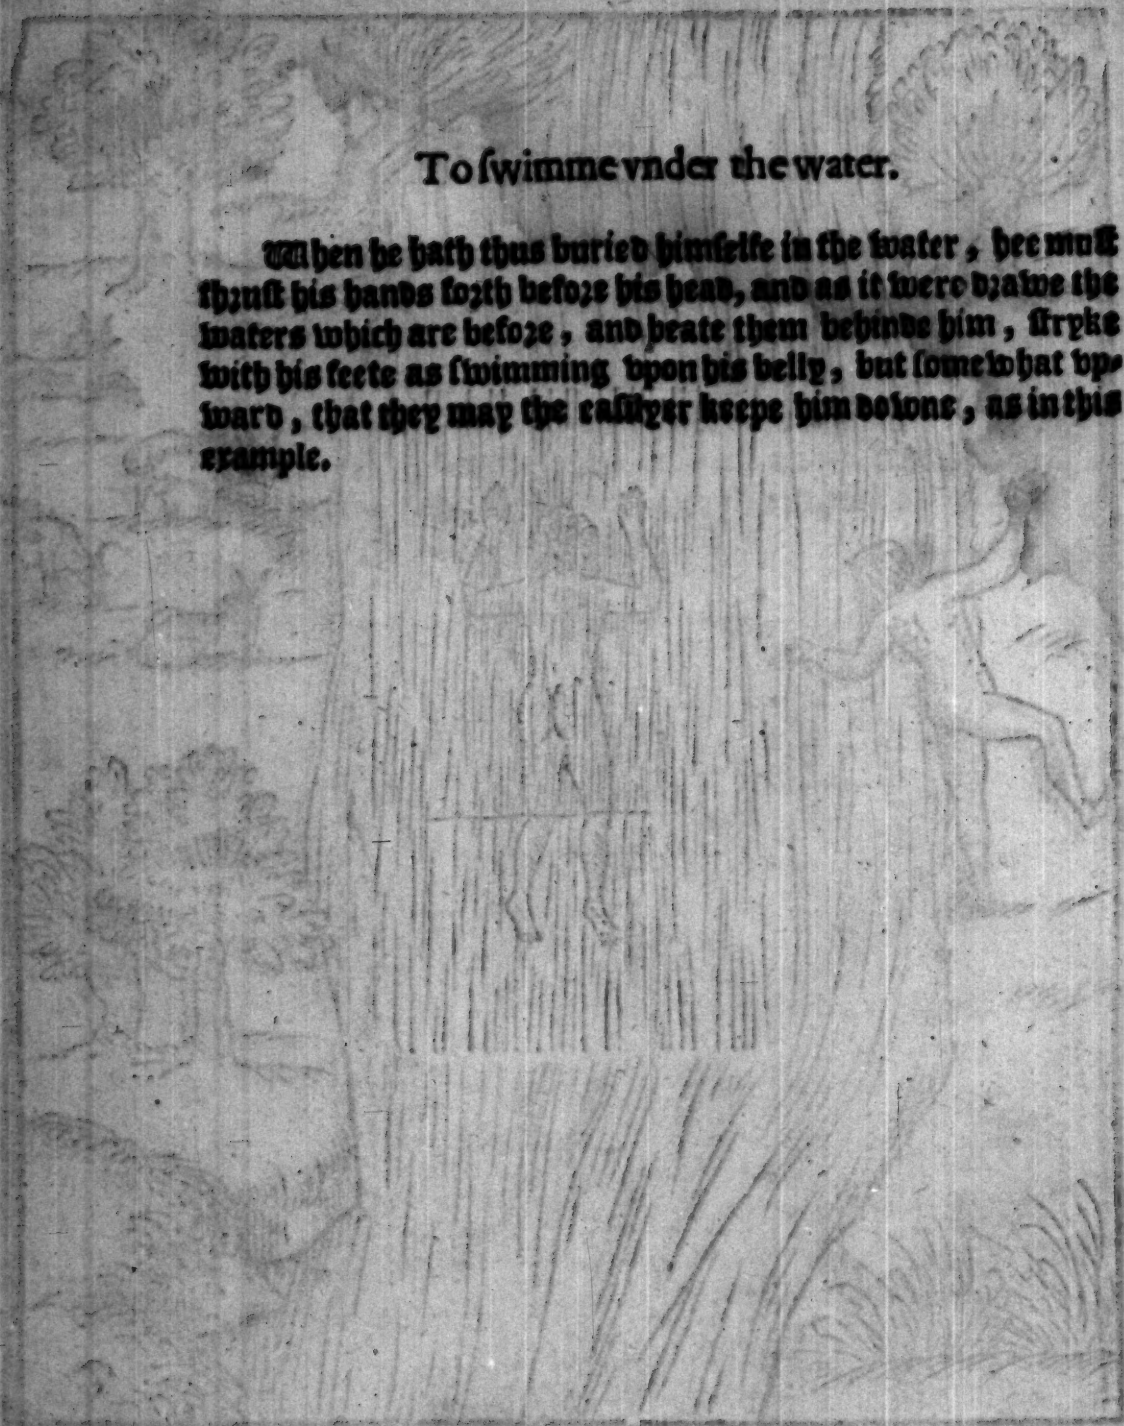 To ſwimme vnder the water.
When he hath thus buried himſelfe in the water, hee muſt
thruſt his hands forth before his head, and as it were drawe the
waters which are before, and beate them behinde him, ſtryke
with his feete as ſwimming vpon his belly, but ſomewhat vp-
ward, that they may the eaſilyer keepe him downe, as in this
example.